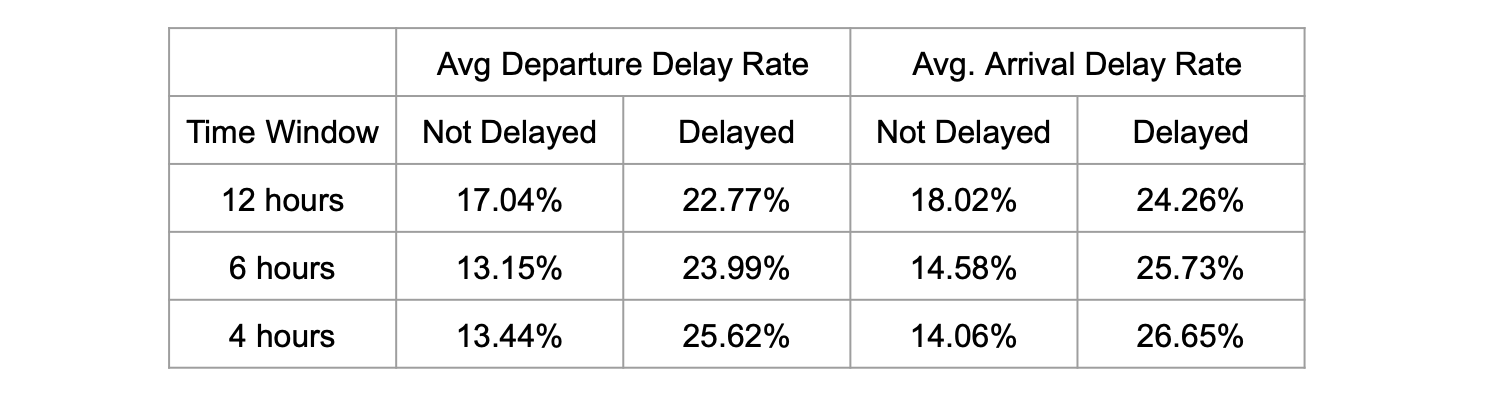 Avg Departure Delay Rate Avg. Arrival Delay Rate
Time Window Not Delayed Delayed Not Delayed Delayed
12 hours 17.04% 22.77% 18.02% 24.26%
6 hours 13.15% 23.99% 14.58% 25.73%
4 hours 13.44% 25.62% 14.06% 26.65%